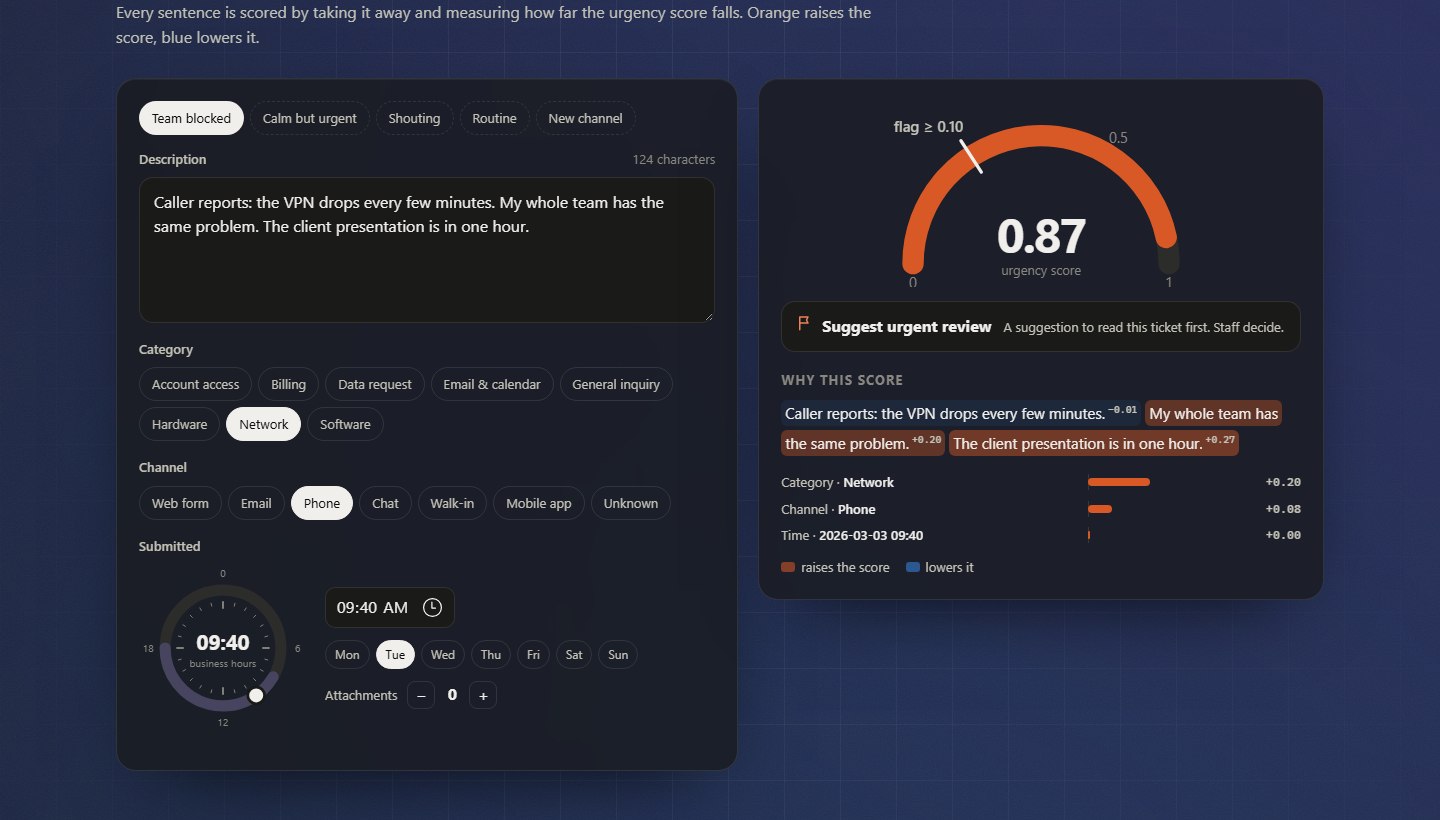 Every sentence is scored by taking it away and measuring how far the urgency score falls. Orange raises the
score, blue lowers it.
Team blocked
Calm but urgent
Shouting
Routine
New channel
Description
124 characters
Caller reports: the VPN drops every few minutes. My whole team has the
same problem. The client presentation is in one hour.
Category
Account access
Billing
Data request
Email & calendar
General inquiry
Hardware
Network
Software
Channel
Web form
Email
Phone
Chat
Walk-in
Mobile app
Unknown
Submitted
0
18
09:40
business hours
6
12
09:40 AM
Mon
Tue
Wed
Thu
Fri
Sat
Sun
Attachments
−
0
+
flag ≥ 0.10
0.5
0.87
urgency score
0
1
Suggest urgent review
A suggestion to read this ticket first. Staff decide.
WHY THIS SCORE
Caller reports: the VPN drops every few minutes. −0.01 My whole team has
the same problem. +0.20 The client presentation is in one hour. +0.27
Category · Network +0.20
Channel · Phone +0.08
Time · 2026-03-03 09:40 +0.00
raises the score
lowers it